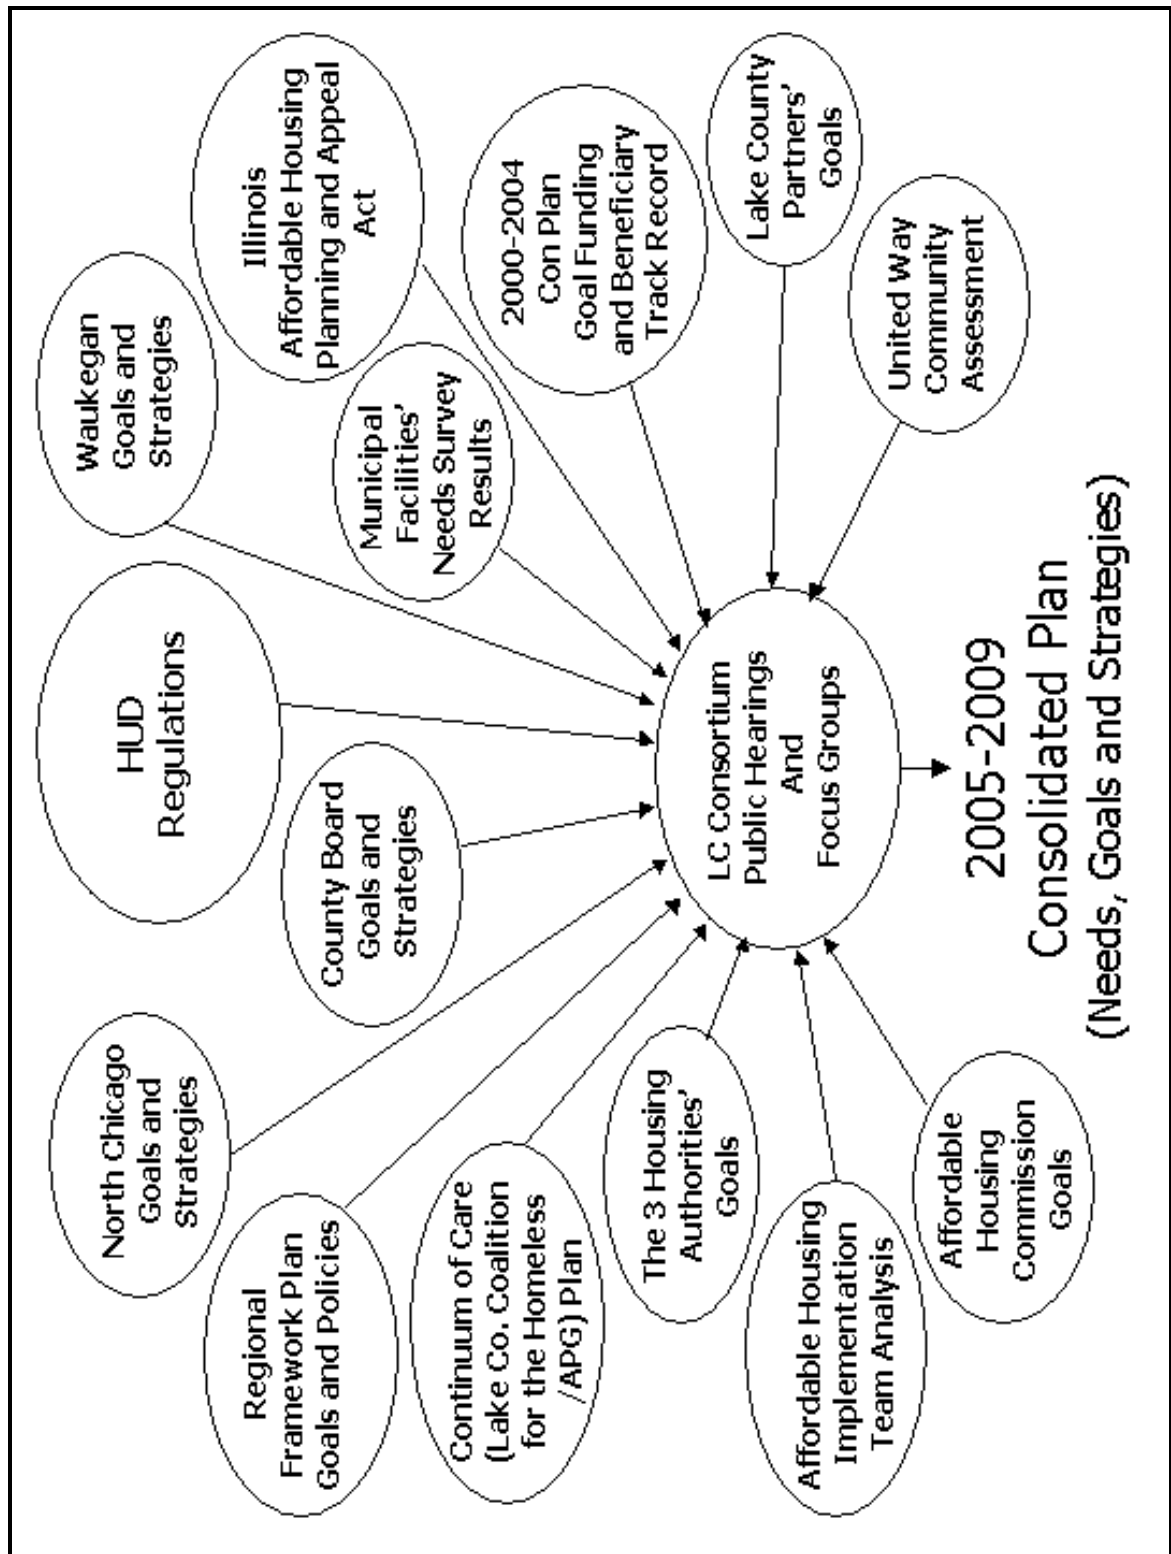 HUD
Regulations
North Chicago
Goals and
Strategies
Waukegan
Goals and
Strategies
Regional
Framework Plan
Goals and Policies
County Board
Goals and
Strategies
Municipal
Facilities’
Needs Survey
Results
Illinois
Affordable Housing
Planning and Appeal
Act
Continuum of Care
(Lake Co. Coalition
for the Homeless
/APG) Plan
2000-2004
Con Plan
Goal Funding
and Beneficiary
Track Record
The 3 Housing
Authorities’
Goals
LC Consortium
Public Hearings
And
Focus Groups
Lake County
Partners’
Goals
Affordable Housing
Implementation
Team Analysis
United Way
Community
Assessment
Affordable
Housing
Commission
Goals
2005-2009
Consolidated Plan
(Needs, Goals and Strategies)